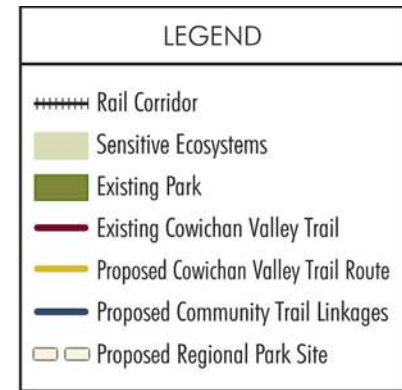 LEGEND
Rail Corridor
Sensitive Ecosystems
Existing Park
Existing Cowichan Valley Trail
Proposed Cowichan Valley Trail Route
Proposed Community Trail Linkages
Proposed Regional Park Site